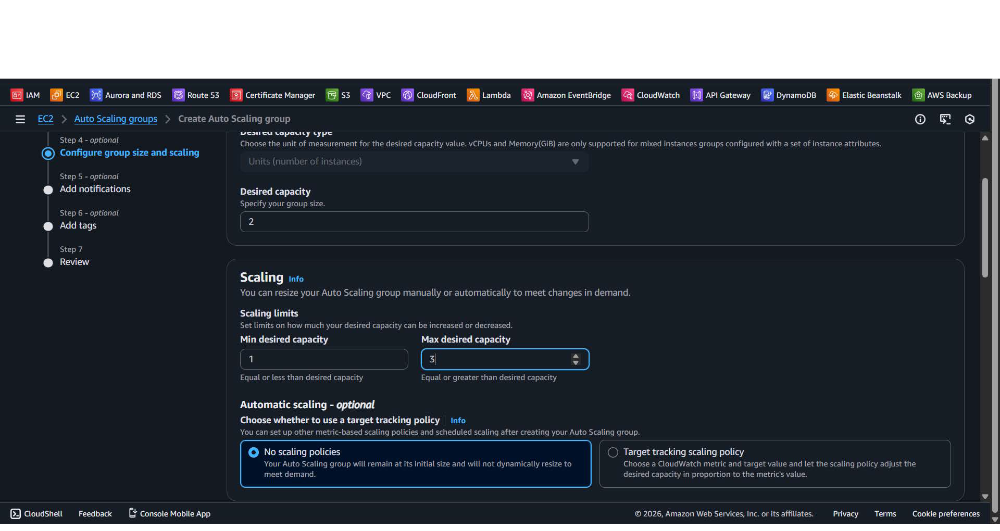 IAM EC2 Aurora and RDS Route 53 Certificate Manager S3 VPC CloudFront Lambda Amazon EventBridge CloudWatch API Gateway DynamoDB Elastic Beanstalk AWS Backup
EC2 Auto Scaling groups Create Auto Scaling group
Step 4 - optional
Configure group size and scaling
Step 5 - optional
Add notifications
Step 6 - optional
Add tags
Step 7
Review
Desired capacity type
Choose the unit of measurement for the desired capacity value. vCPUs and Memory(GiB) are only supported for mixed instances groups configured with a set of instance attributes.
Units (number of instances)
Desired capacity
Specify your group size.
2
Scaling Info
You can resize your Auto Scaling group manually or automatically to meet changes in demand.
Scaling limits
Set limits on how much your desired capacity can be increased or decreased.
Min desired capacity
1
Equal or less than desired capacity
Max desired capacity
3
Equal or greater than desired capacity
Automatic scaling - optional
Choose whether to use a target tracking policy Info
You can set up other metric-based scaling policies and scheduled scaling after creating your Auto Scaling group.
No scaling policies
Your Auto Scaling group will remain at its initial size and will not dynamically resize to
meet demand.
Target tracking scaling policy
Choose a CloudWatch metric and target value and let the scaling policy adjust the
desired capacity in proportion to the metric's value.
CloudShell Feedback Console Mobile App © 2026, Amazon Web Services, Inc. or its affiliates. Privacy Terms Cookie preferences